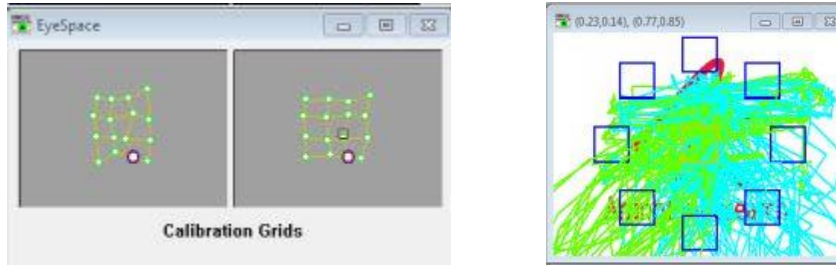 EyeSpace
Calibration Grids
(0.23,0.14), (0.77,0.85)